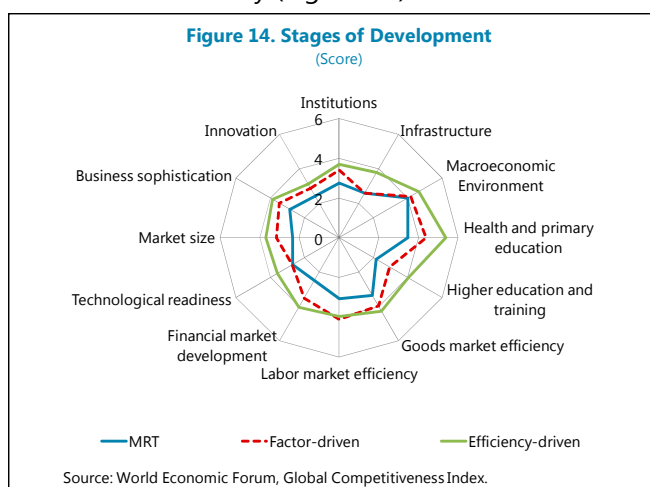 Figure 14. Stages of Development
(Score)
Institutions
Infrastructure
Macroeconomic
Environment
Health and primary
education
Higher education and
training
Goods market efficiency
Labor market efficiency
Financial market
development
Technological readiness
Market size
Business sophistication
Innovation
6
4
2
0
MRT
Factor-driven
Efficiency-driven
Source: World Economic Forum, Global Competitiveness Index.